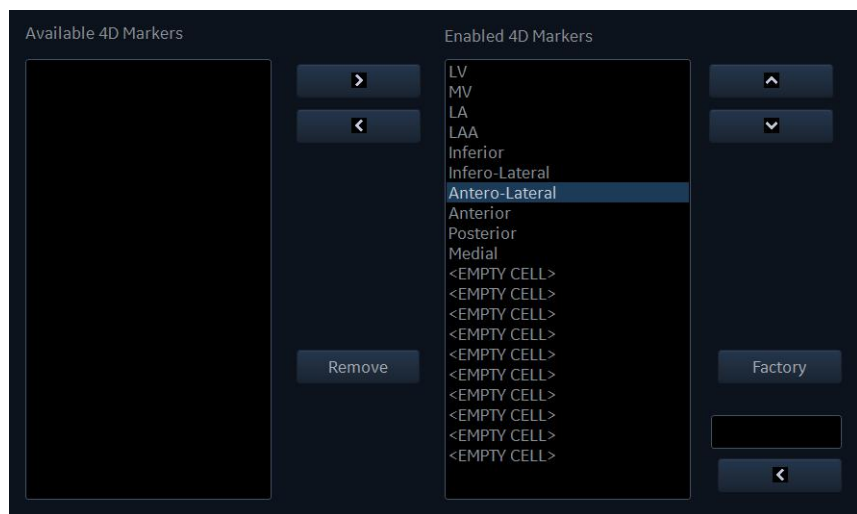 Available 4D Markers
Enabled 4D Markers
LV
MV
LA
LAA
Inferior
Infero-Lateral
Antero-Lateral
Anterior
Posterior
Medial
<EMPTY CELL>
<EMPTY CELL>
<EMPTY CELL>
<EMPTY CELL>
<EMPTY CELL>
<EMPTY CELL>
<EMPTY CELL>
<EMPTY CELL>
<EMPTY CELL>
<EMPTY CELL>
Remove
Factory